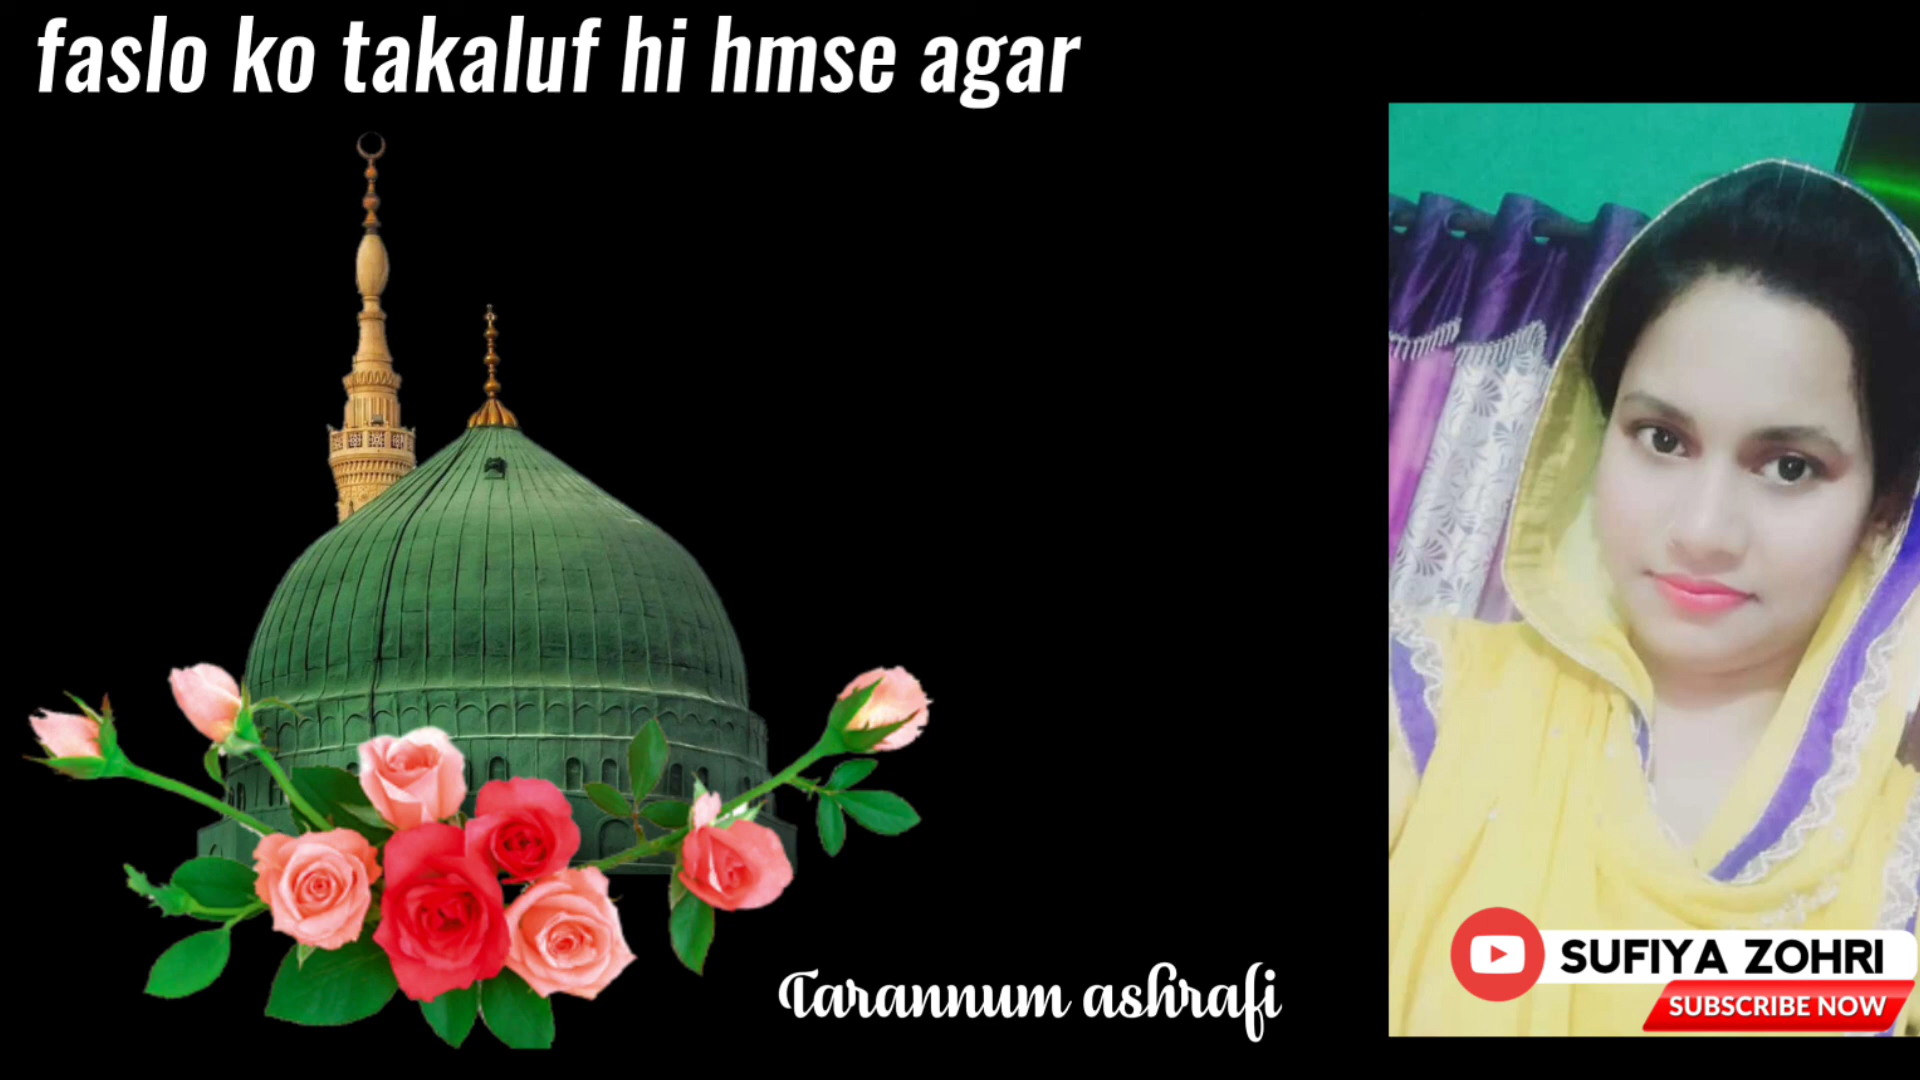 faslo ko takaluf hi hmse agar
Tarannum ashrafi
SUFIYA ZOHRI
SUBSCRIBE NOW